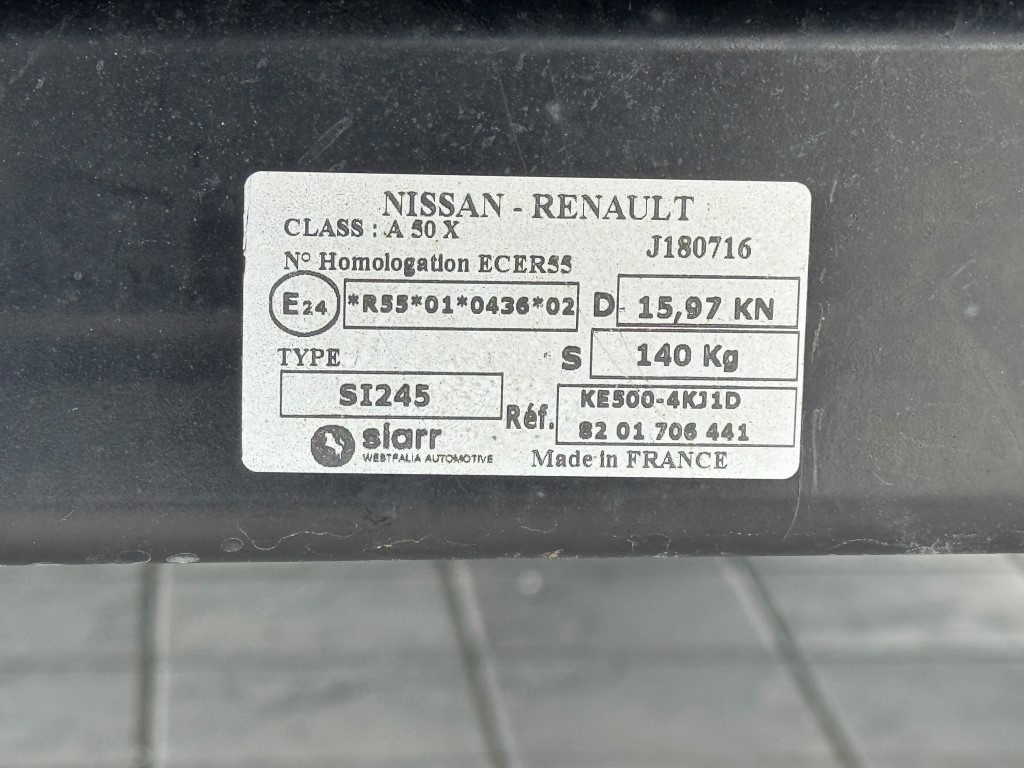 NISSAN - RENAULT
CLASS : A 50 X
J180716
N° Homologation ECER55
E24 *R55*01*0436*02 D 15,97 KN
TYPE S 140 Kg
SI245 Réf. KE500-4KJ1D
82 01 706 441
siarr
WESTFALIA AUTOMOTIVE
Made in FRANCE